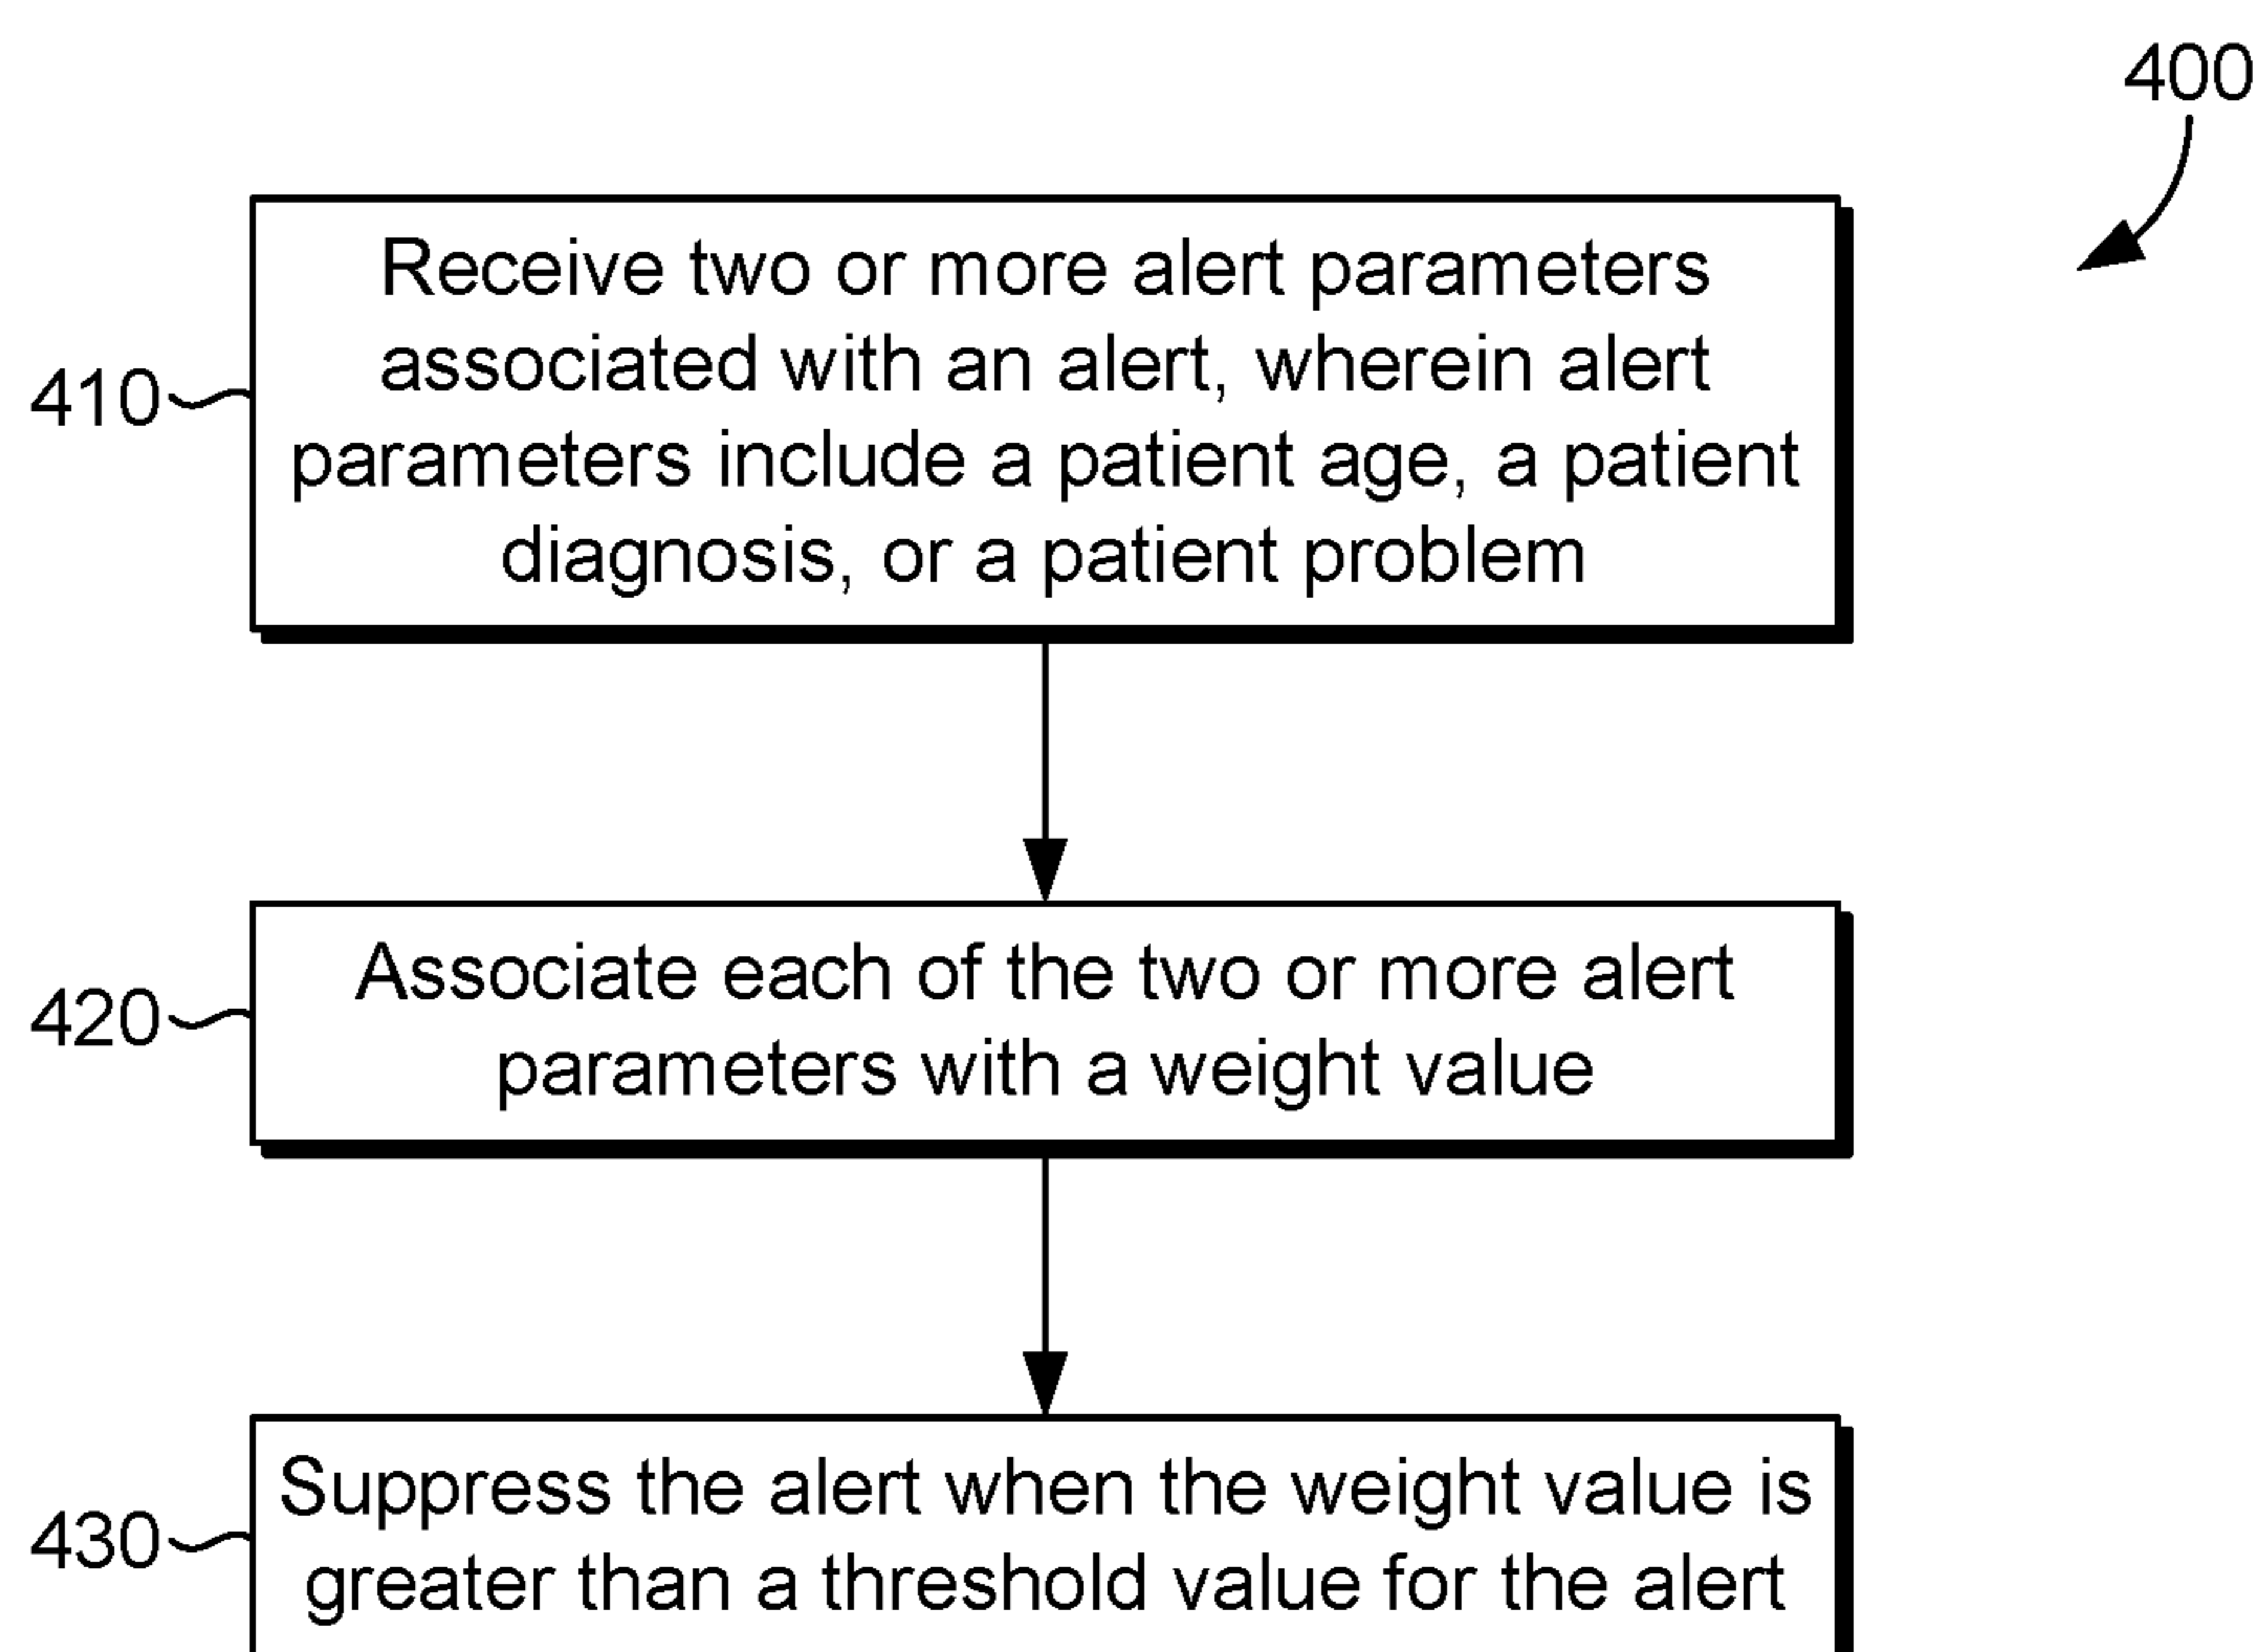 400
Receive two or more alert parameters
associated with an alert, wherein alert
410
parameters include a patient age, a patient
diagnosis, or a patient problem
Associate each of the two or more alert
420
parameters with a weight value
Suppress the alert when the weight value is
430
greater than a threshold value for the alert